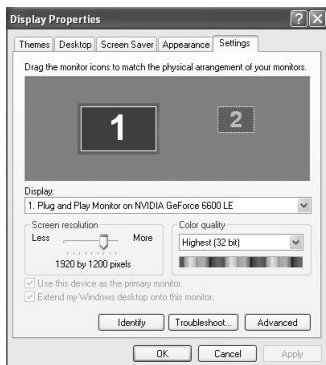 Display Properties
Themes Desktop Screen Saver Appearance Settings
Drag the monitor icons to match the physical arrangement of your monitors.
1 2
Display:
1. Plug and Play Monitor on NVIDIA GeForce 6600 LE
Screen resolution
Less More
1920 by 1200 pixels
Color quality
Highest (32 bit)
Use this device as the primary monitor.
Extend my Windows desktop onto this monitor.
Identify Troubleshoot... Advanced
OK Cancel Apply